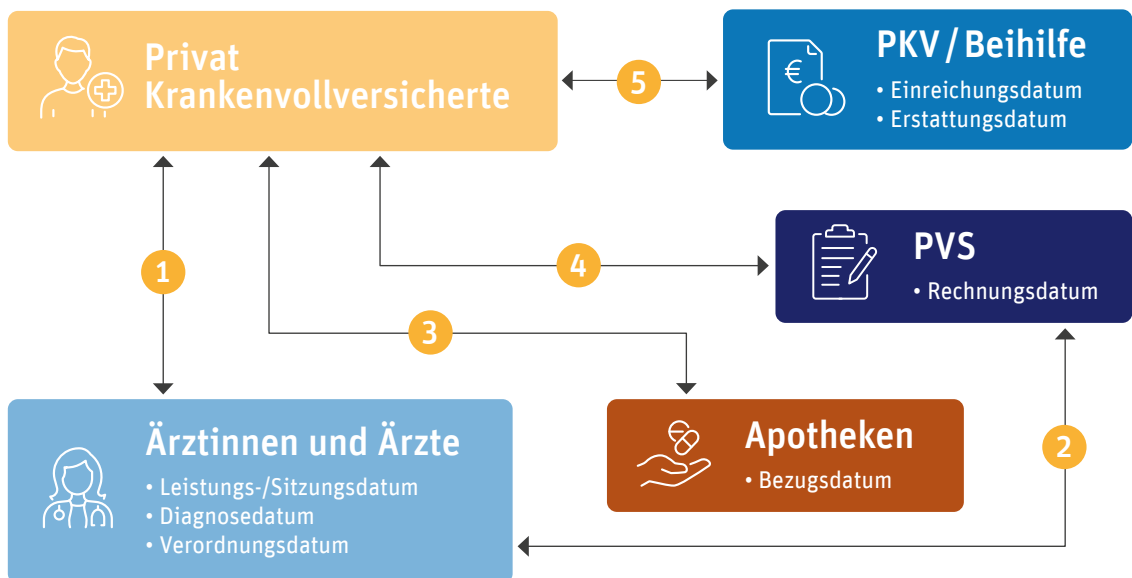 Privat
Krankenvollversicherte
5
PKV / Beihilfe
• Einreichungsdatum
• Erstattungsdatum
1
4
PVS
• Rechnungsdatum
3
Ärztinnen und Ärzte
• Leistungs-/Sitzungsdatum
• Diagnosedatum
• Verordnungsdatum
Apotheken
• Bezugsdatum
2